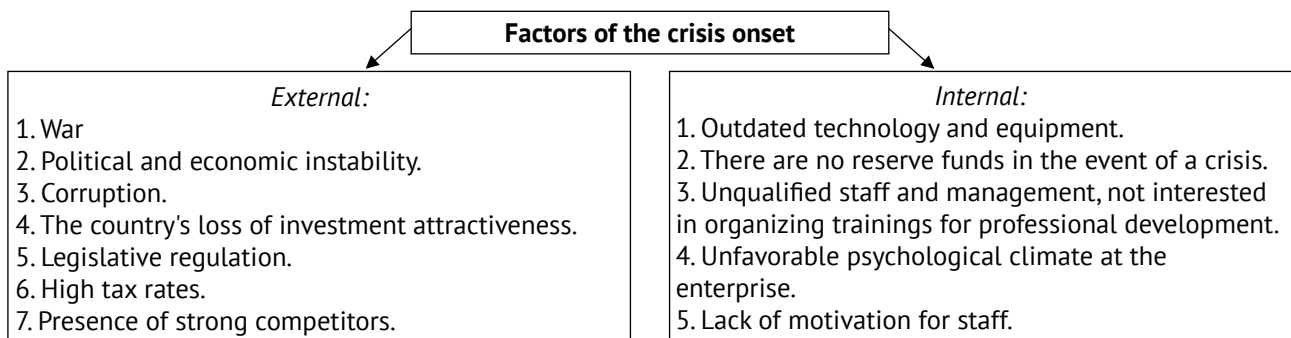 Factors of the crisis onset
External:
1. War
2. Political and economic instability.
3. Corruption.
4. The country's loss of investment attractiveness.
5. Legislative regulation.
6. High tax rates.
7. Presence of strong competitors.
Internal:
1. Outdated technology and equipment.
2. There are no reserve funds in the event of a crisis.
3. Unqualified staff and management, not interested
in organizing trainings for professional development.
4. Unfavorable psychological climate at the
enterprise.
5. Lack of motivation for staff.